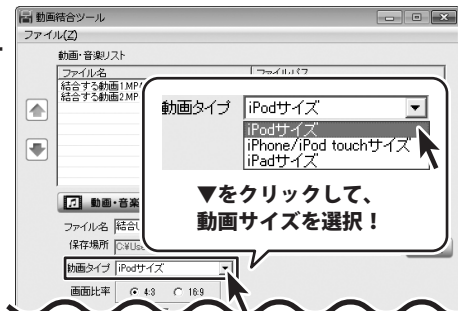 動画結合ツール
ファイル(Z)
動画・音楽リスト
ファイル名
ファイルパス
結合する動画1.MP4
結合する動画2.MP
動画タイプ
iPodサイズ
iPodサイズ
iPhone/iPod touchサイズ
iPadサイズ
▼をクリックして、
動画サイズを選択！
動画・音楽
ファイル名
結合
保存場所
C:¥Use
動画タイプ
iPodサイズ
画面比率
4:3
16:9